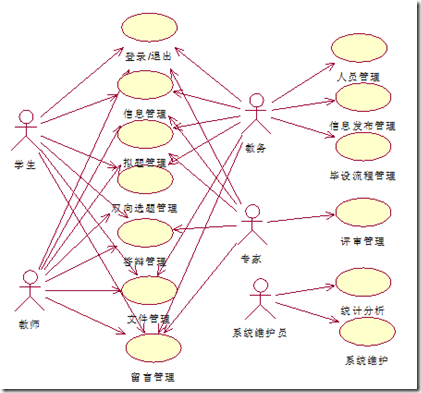 登录/退出
人员管理
信息管理
信息发布管理
学生
拟题管理
教务
毕设流程管理
双向选题管理
评审管理
答辩管理
专家
教师
文件管理
系统维护员
统计分析
留言管理
系统维护